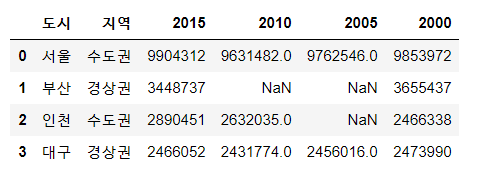 도시 지역 2015 2010 2005 2000
0 서울 수도권 9904312 9631482.0 9762546.0 9853972
1 부산 경상권 3448737 NaN NaN 3655437
2 인천 수도권 2890451 2632035.0 NaN 2466338
3 대구 경상권 2466052 2431774.0 2456016.0 2473990